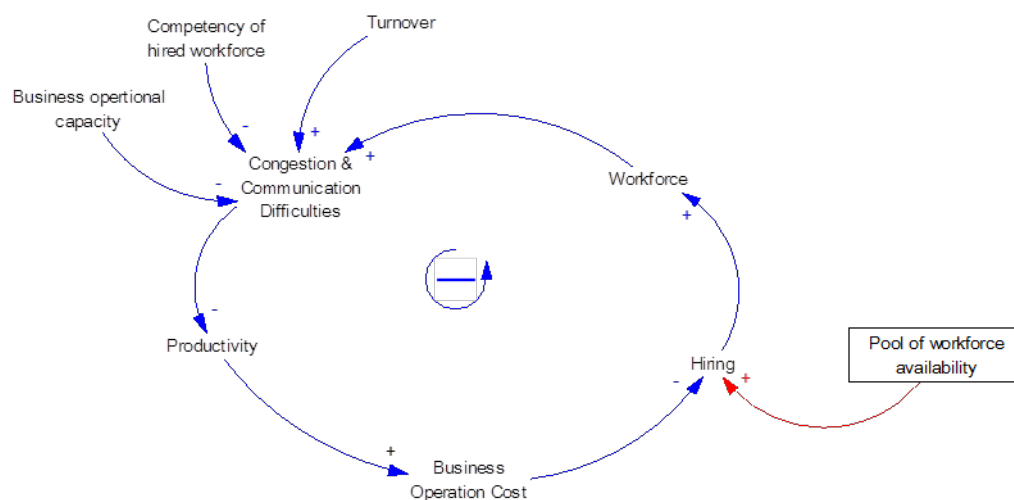 Competency of
hired workforce
Turnover
Business opertional
capacity
-
+
+
-
Congestion &
Communication
Difficulties
Workforce
+
-
Productivity
Pool of workforce
availability
Hiring
-
+
+
Business
Operation Cost